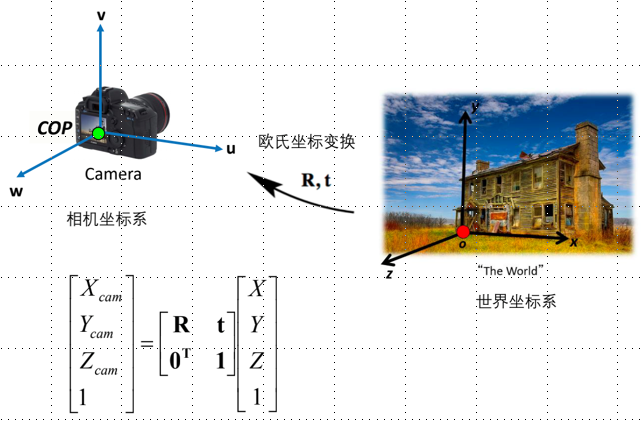 v
COP
u
w
Camera
相机坐标系
欧氏坐标变换
R, t
y
o
x
z
“The World”
世界坐标系
X_cam
Y_cam
Z_cam
1
=
R t
0^T 1
X
Y
Z
1